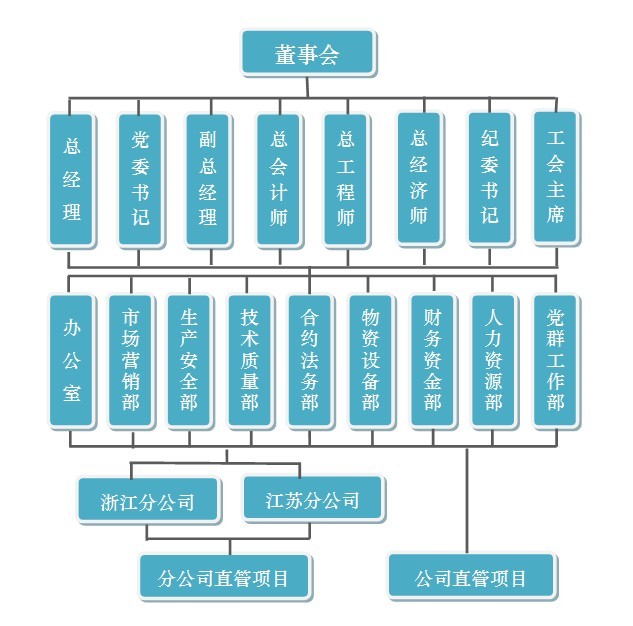 董事会
总经理
党委书记
副总经理
总会计师
总工程师
总经济师
纪委书记
工会主席
办公室
市场营销部
生产安全部
技术质量部
合约法务部
物资设备部
财务资金部
人力资源部
党群工作部
浙江分公司
江苏分公司
分公司直管项目
公司直管项目